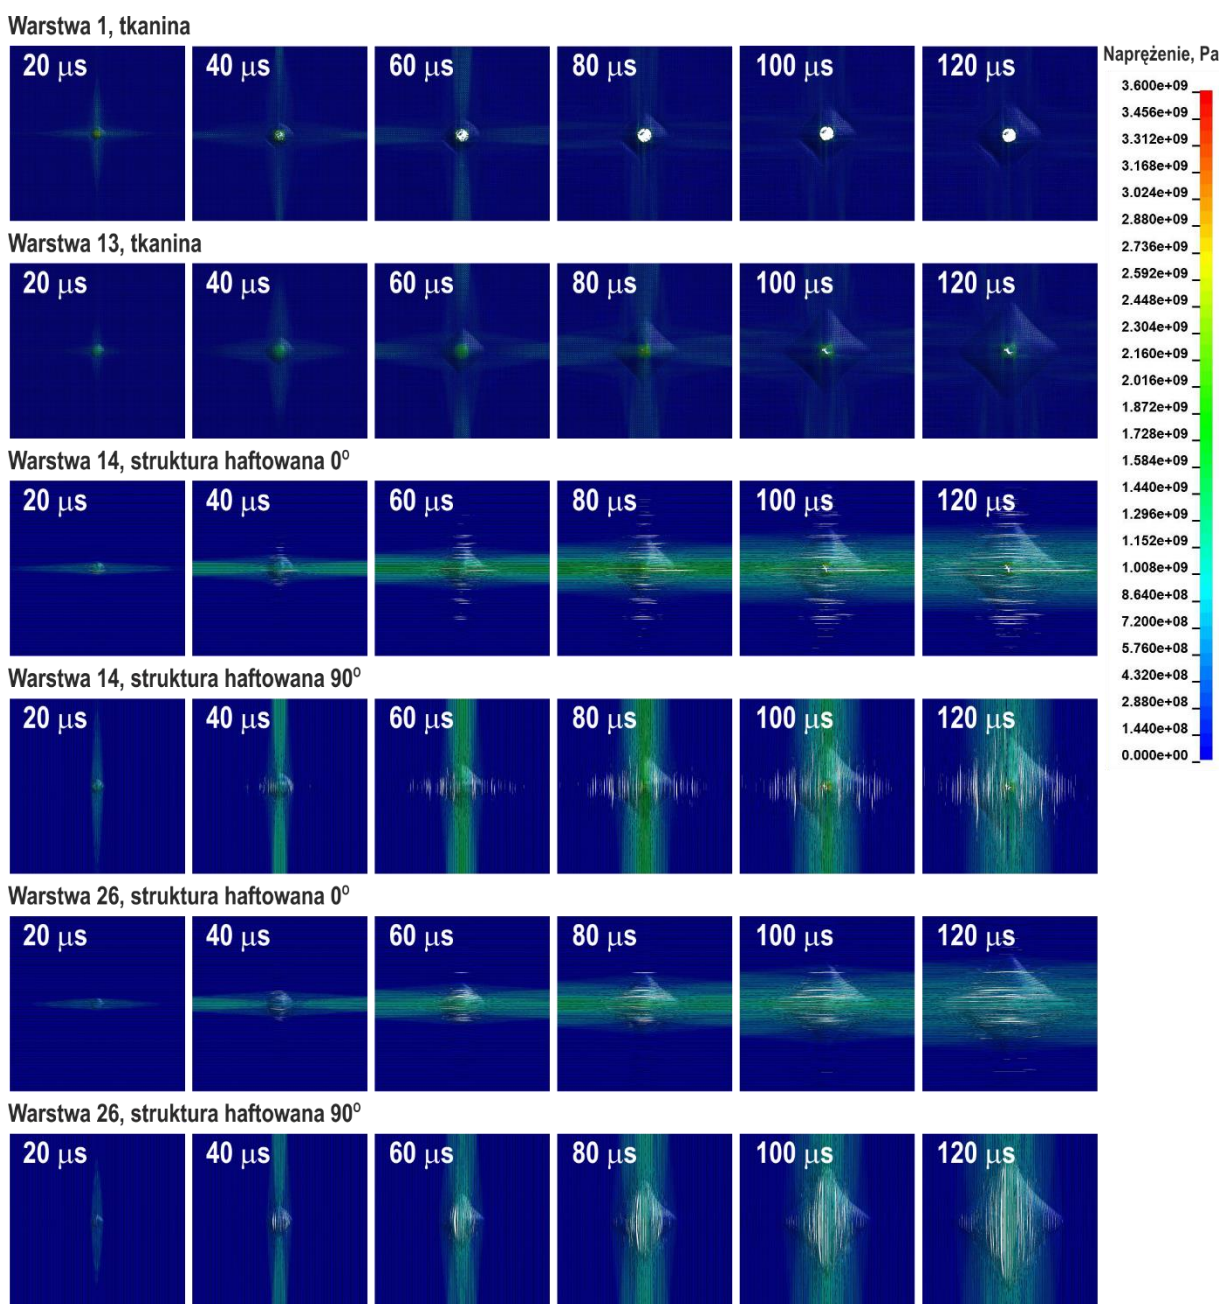 Warstwa 1, tkanina
20 μs 40 μs 60 μs 80 μs 100 μs 120 μs
Warstwa 13, tkanina
20 μs 40 μs 60 μs 80 μs 100 μs 120 μs
Warstwa 14, struktura haftowana 0°
20 μs 40 μs 60 μs 80 μs 100 μs 120 μs
Warstwa 14, struktura haftowana 90°
20 μs 40 μs 60 μs 80 μs 100 μs 120 μs
Warstwa 26, struktura haftowana 0°
20 μs 40 μs 60 μs 80 μs 100 μs 120 μs
Warstwa 26, struktura haftowana 90°
20 μs 40 μs 60 μs 80 μs 100 μs 120 μs
Naprężenie, Pa
3.600e+09
3.456e+09
3.312e+09
3.168e+09
3.024e+09
2.880e+09
2.736e+09
2.592e+09
2.448e+09
2.304e+09
2.160e+09
2.016e+09
1.872e+09
1.728e+09
1.584e+09
1.440e+09
1.296e+09
1.152e+09
1.008e+09
8.640e+08
7.200e+08
5.760e+08
4.320e+08
2.880e+08
1.440e+08
0.000e+00